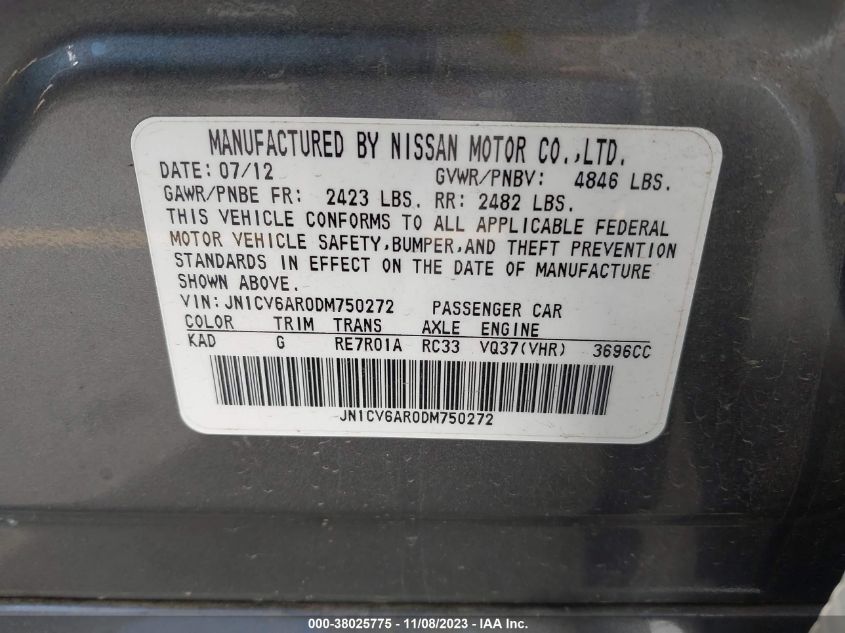 MANUFACTURED BY NISSAN MOTOR CO.,LTD.
DATE: 07/12 GVWR/PNBV: 4846 LBS.
GAWR/PNBE FR: 2423 LBS. RR: 2482 LBS.
THIS VEHICLE CONFORMS TO ALL APPLICABLE FEDERAL
MOTOR VEHICLE SAFETY,BUMPER,AND THEFT PREVENTION
STANDARDS IN EFFECT ON THE DATE OF MANUFACTURE
SHOWN ABOVE.
VIN:JN1CV6AR0DM750272 PASSENGER CAR
COLOR TRIM TRANS AXLE ENGINE
KAD G RE7R01A RC33 VQ37(VHR) 3696CC
JN1CV6AR0DM750272
000-38025775 - 11/08/2023 - IAA Inc.